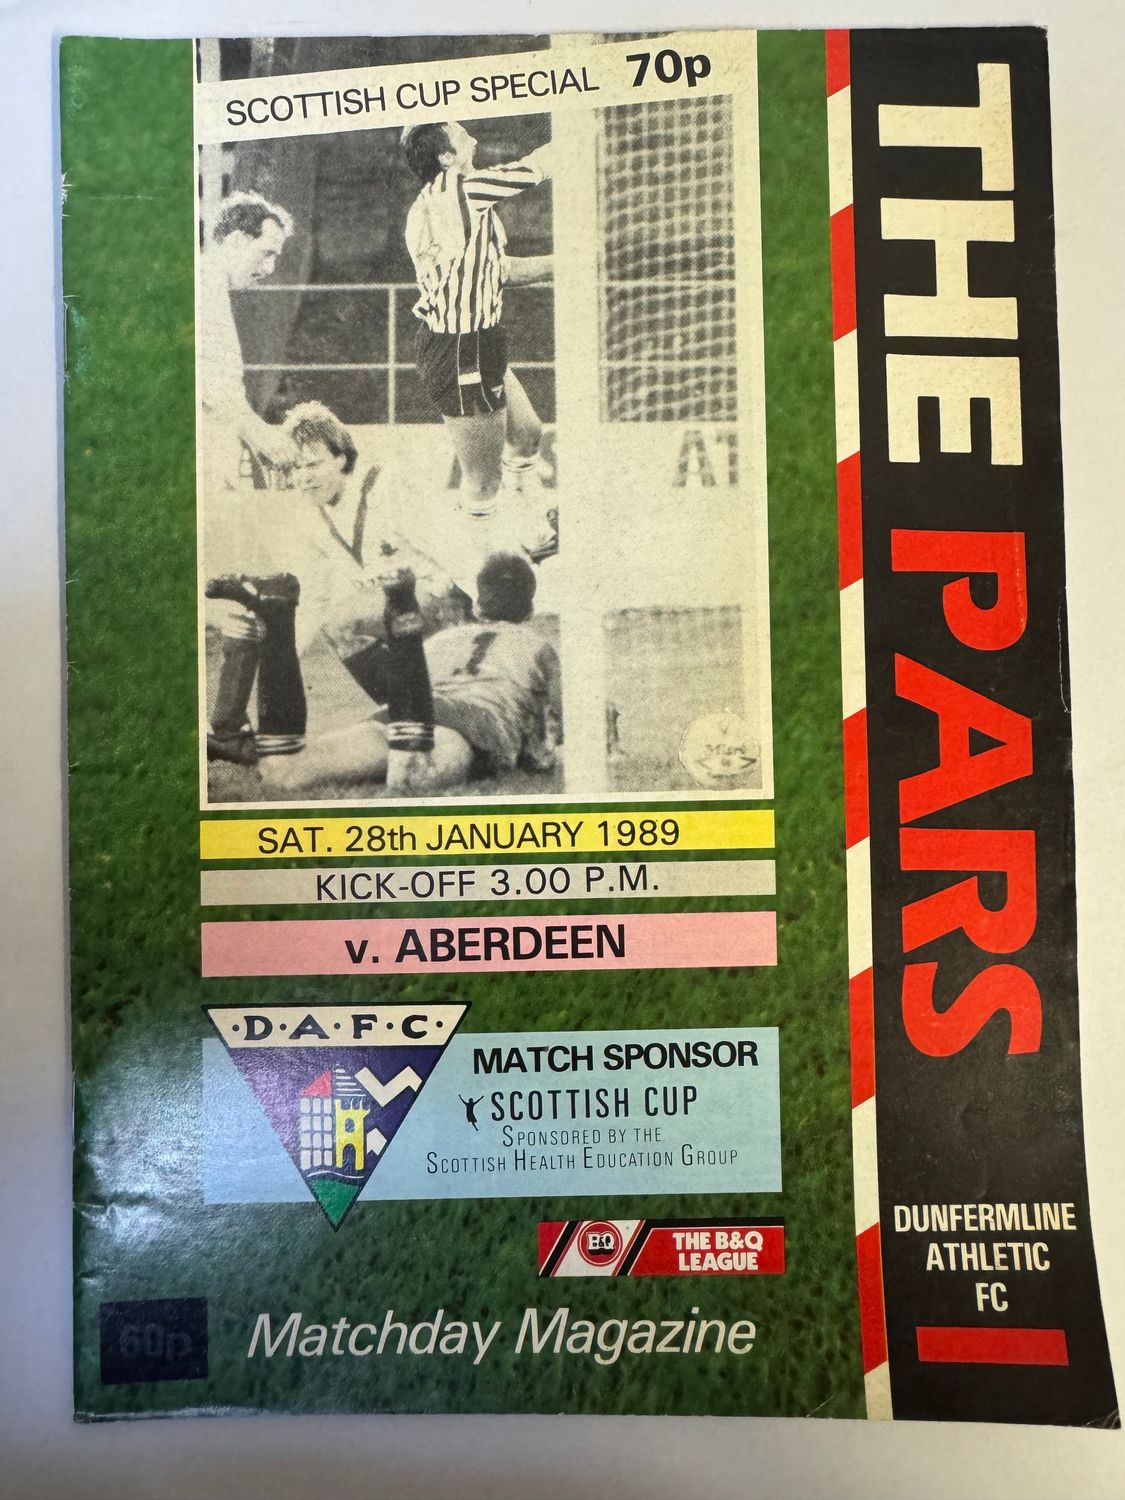 SCOTTISH CUP SPECIAL 70p
1
SAT. 28th JANUARY 1989
KICK-OFF 3.00 P.M.
v. ABERDEEN
·D·A·F·C·
MATCH SPONSOR
SCOTTISH CUP
SPONSORED BY THE
SCOTTISH HEALTH EDUCATION GROUP
B&Q
THE B&Q
LEAGUE
60p
Matchday Magazine
THE PARS
DUNFERMLINE
ATHLETIC
FC